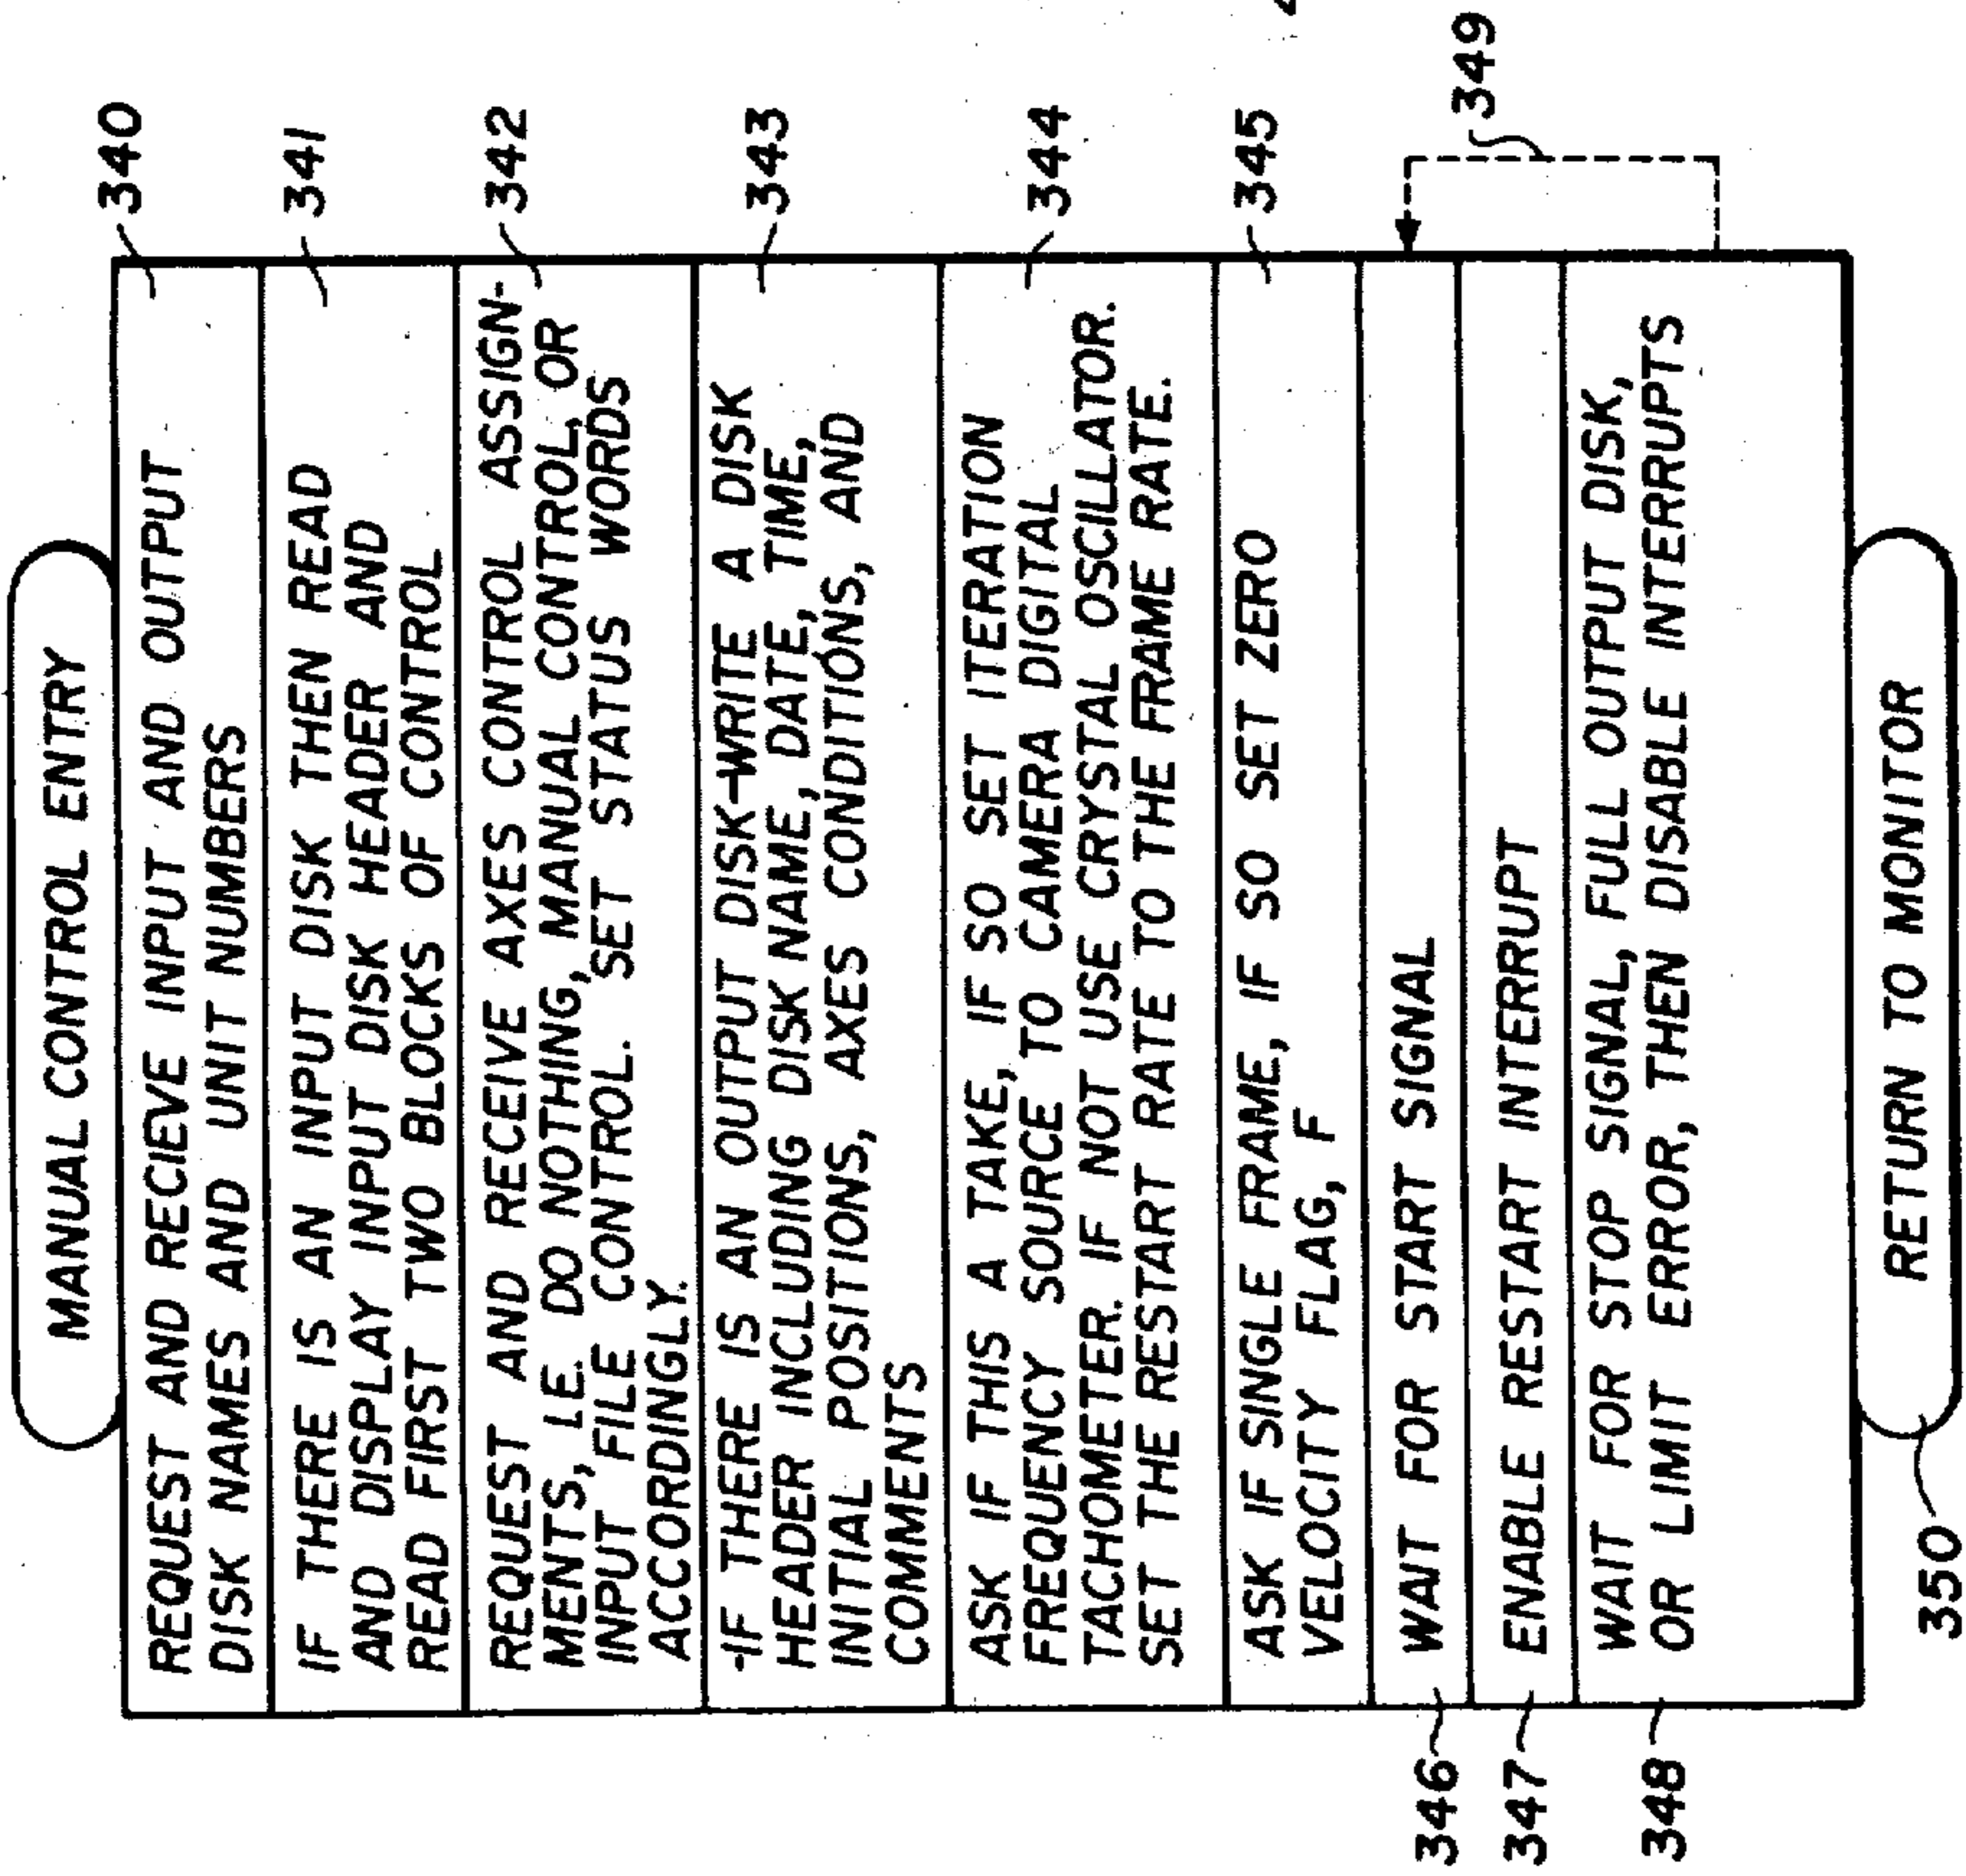 MANUAL CONTROL ENTRY
REQUEST AND RECIEVE INPUT AND OUTPUT
DISK NAMES AND UNIT NUMBERS
340
IF THERE IS AN INPUT DISK THEN READ
AND DISPLAY INPUT DISK HEADER AND
READ FIRST TWO BLOCKS OF CONTROL
341
REQUEST AND RECEIVE AXES CONTROL ASSIGN-
MENTS, I.E. DO NOTHING, MANUAL CONTROL, OR
INPUT FILE CONTROL. SET STATUS WORDS
ACCORDINGLY.
342
IF THERE IS AN OUTPUT DISK-WRITE A DISK
HEADER INCLUDING DISK NAME, DATE, TIME,
INITIAL POSITIONS, AXES CONDITIONS, AND
COMMENTS
343
ASK IF THIS A TAKE, IF SO SET ITERATION
FREQUENCY SOURCE TO CAMERA DIGITAL
TACHOMETER. IF NOT USE CRYSTAL OSCILLATOR.
SET THE RESTART RATE TO THE FRAME RATE.
344
ASK IF SINGLE FRAME, IF SO SET ZERO
VELOCITY FLAG, F
345
346
WAIT FOR START SIGNAL
347
ENABLE RESTART INTERRUPT
348
WAIT FOR STOP SIGNAL, FULL OUTPUT DISK,
OR LIMIT ERROR, THEN DISABLE INTERRUPTS
349
RETURN TO MONITOR
350